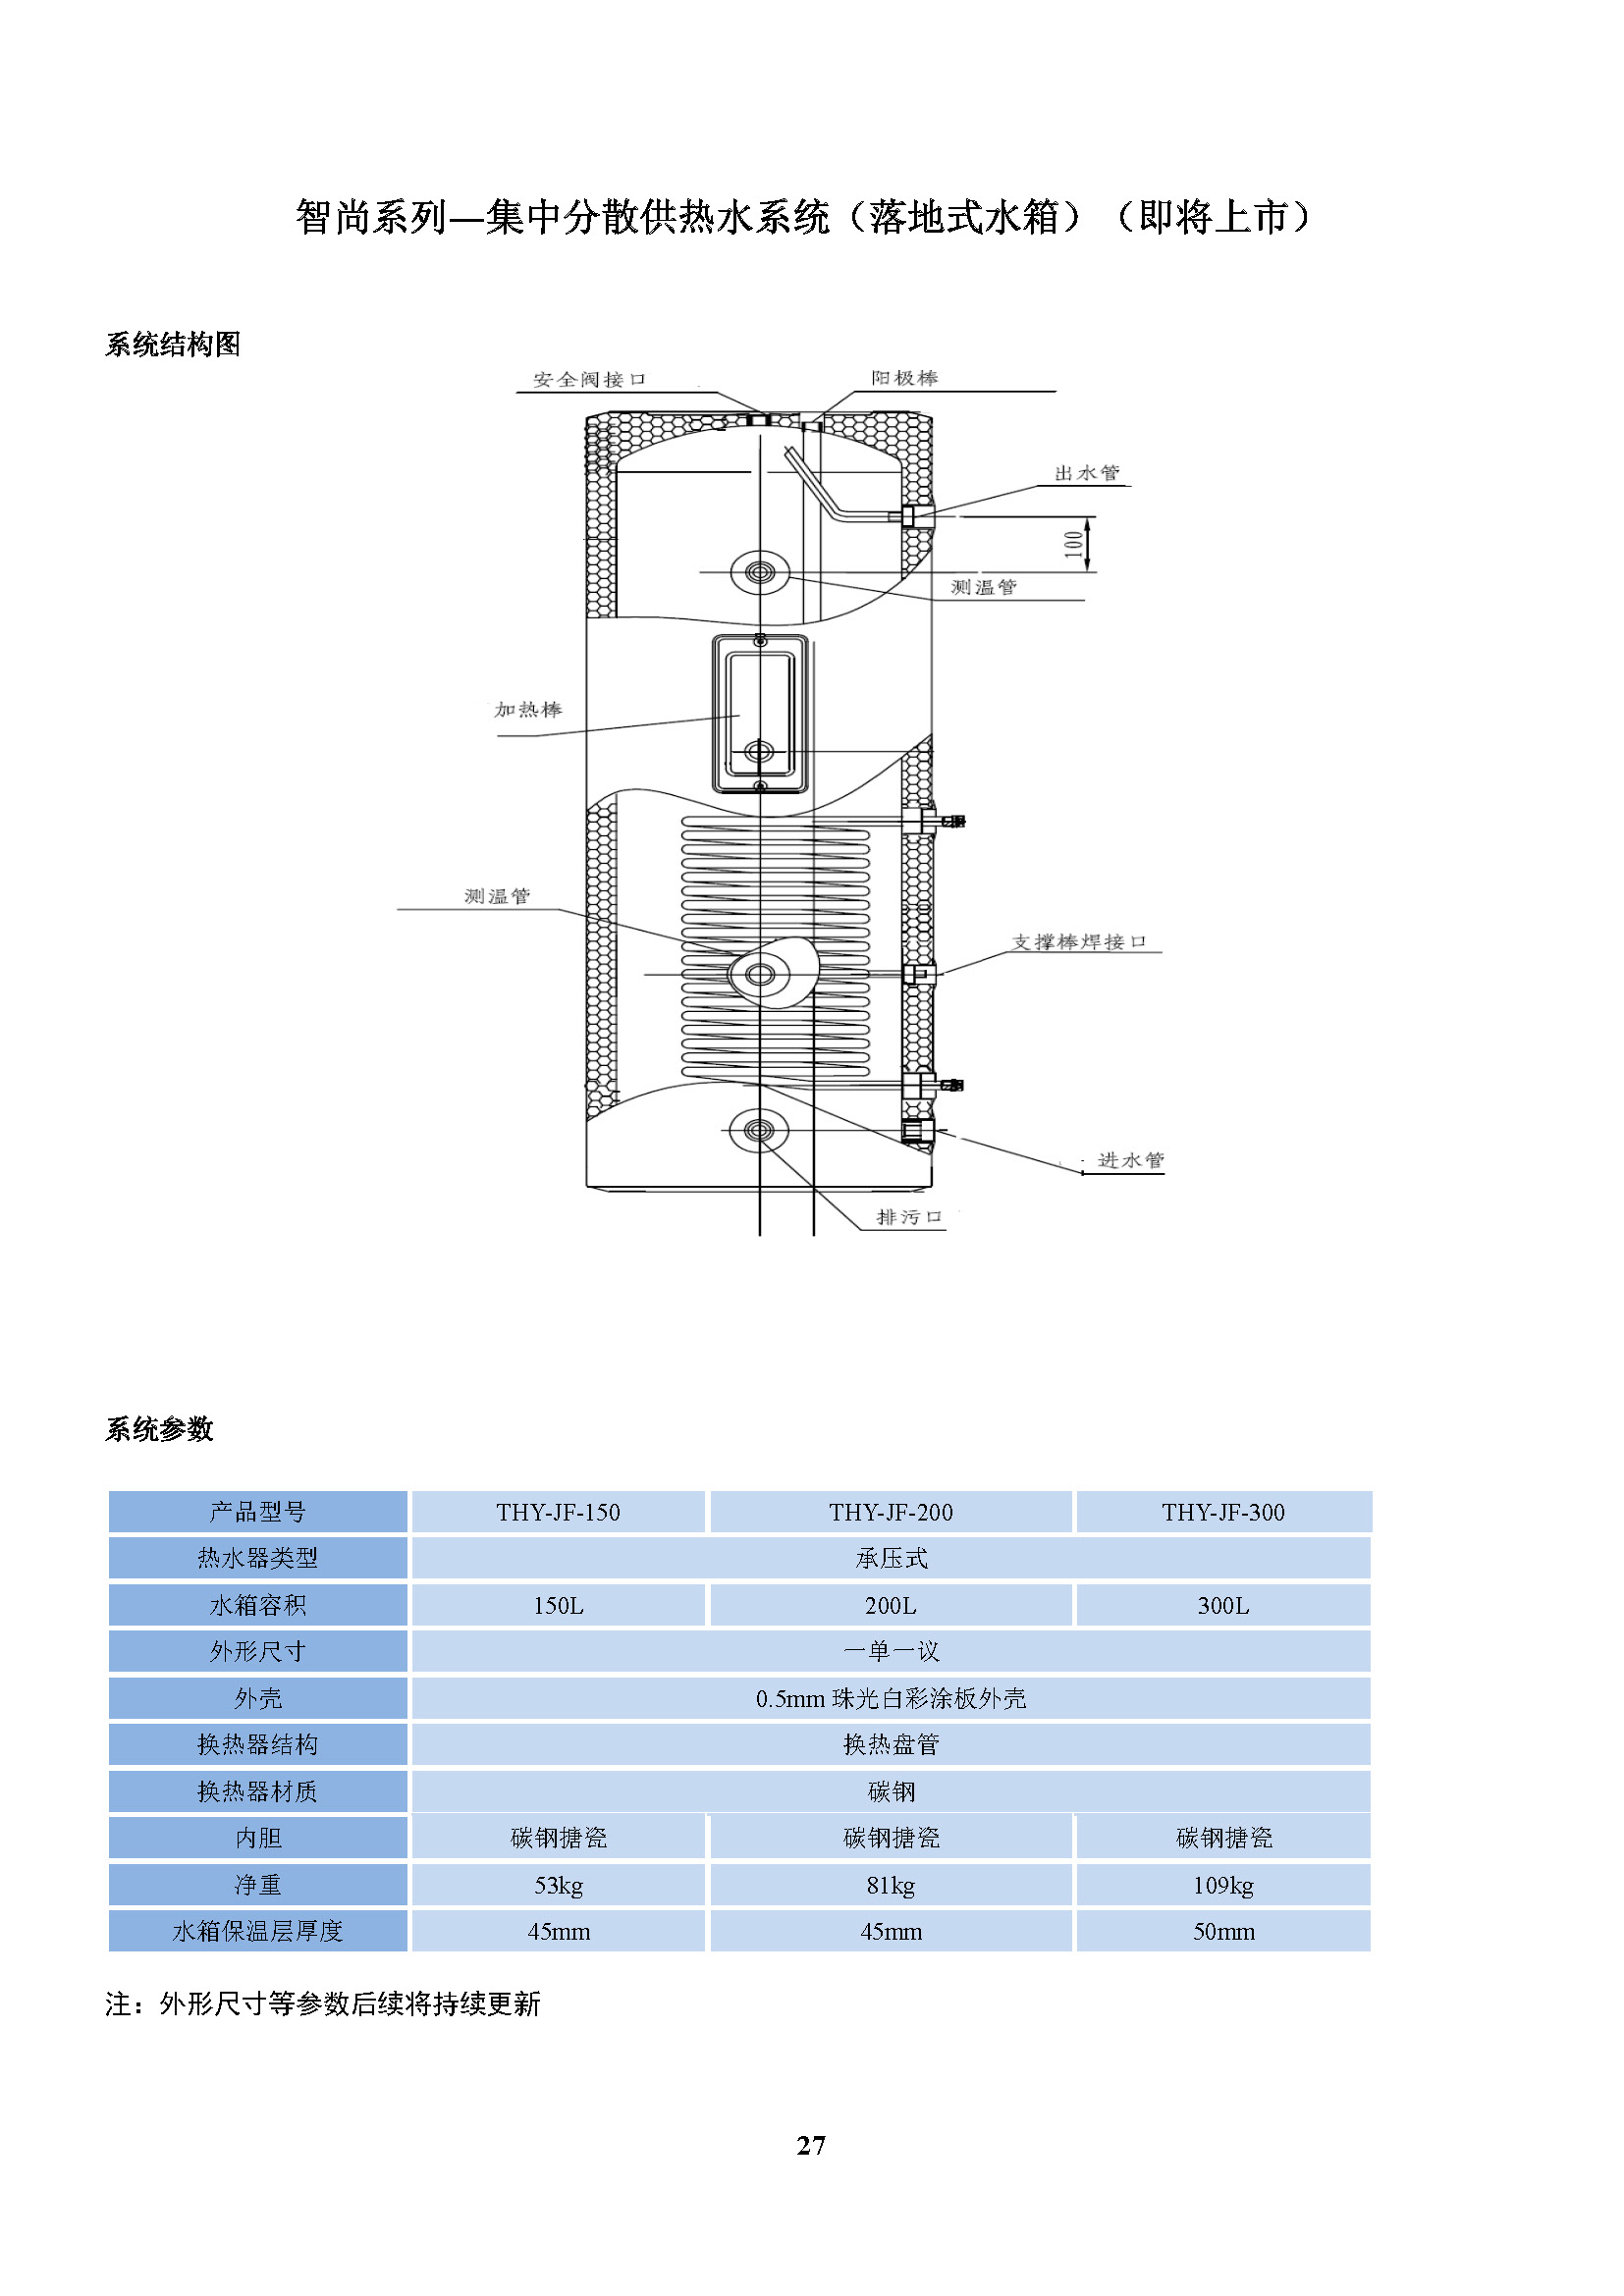 智尚系列—集中分散供热水系统（落地式水箱）（即将上市）
系统结构图
安全阀接口
阳极棒
出水管
100
测温管
加热棒
测温管
支撑棒焊接口
进水管
排污口
系统参数
产品型号 THY-JF-150 THY-JF-200 THY-JF-300
热水器类型 承压式
水箱容积 150L 200L 300L
外形尺寸 一单一议
外壳 0.5mm 珠光白彩涂板外壳
换热器结构 换热盘管
换热器材质 碳钢
内胆 碳钢搪瓷 碳钢搪瓷 碳钢搪瓷
净重 53kg 81kg 109kg
水箱保温层厚度 45mm 45mm 50mm
注：外形尺寸等参数后续将持续更新
27